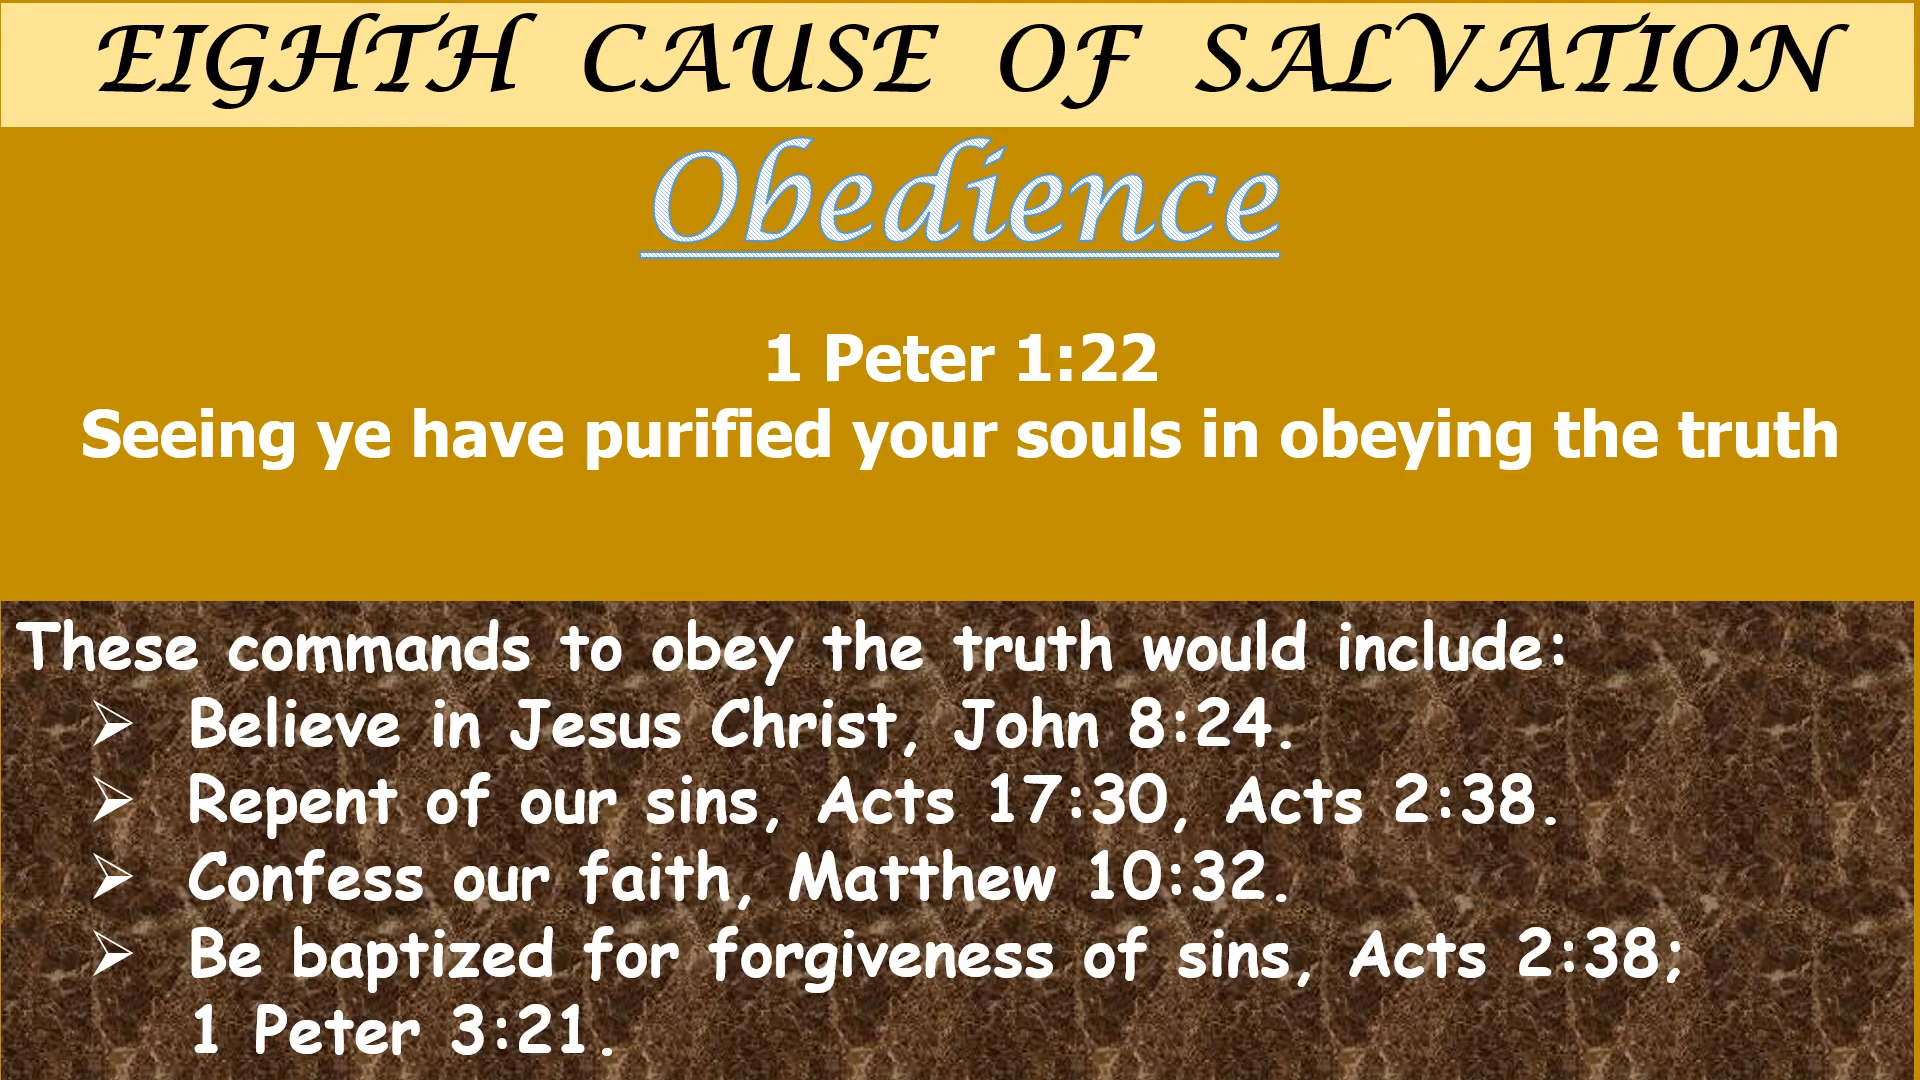 EIGHTH CAUSE OF SALVATION
Obedience
1 Peter 1:22
Seeing ye have purified your souls in obeying the truth
These commands to obey the truth would include:
➢ Believe in Jesus Christ, John 8:24.
➢ Repent of our sins, Acts 17:30, Acts 2:38.
➢ Confess our faith, Matthew 10:32.
➢ Be baptized for forgiveness of sins, Acts 2:38;
1 Peter 3:21.